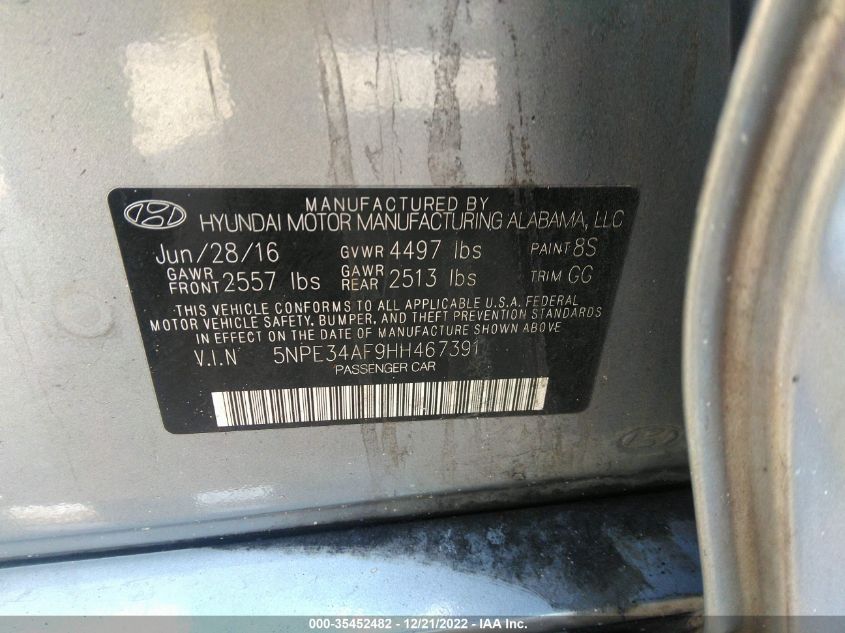 MANUFACTURED BY
HYUNDAI MOTOR MANUFACTURING ALABAMA, LLC
Jun/28/16 GVWR 4497 lbs PAINT 8S
GAWR FRONT 2557 lbs GAWR REAR 2513 lbs TRIM GG
THIS VEHICLE CONFORMS TO ALL APPLICABLE U.S.A. FEDERAL
MOTOR VEHICLE SAFETY, BUMPER, AND THEFT PREVENTION STANDARDS
IN EFFECT ON THE DATE OF MANUFACTURE SHOWN ABOVE.
V.I.N 5NPE34AF9HH467391
PASSENGER CAR
000-35452482 - 12/21/2022 - IAA Inc.